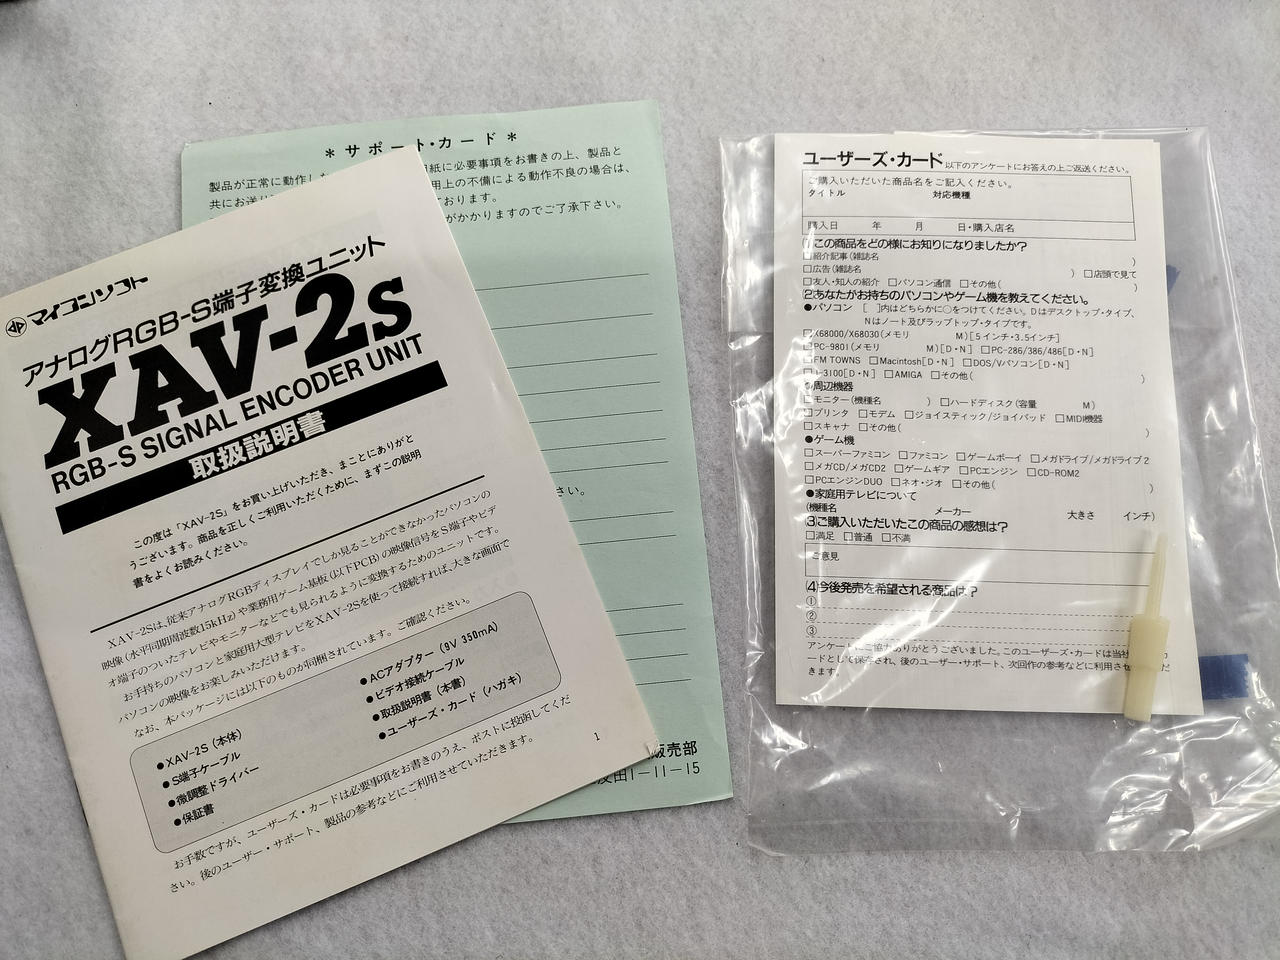 マイコンソフト
アナログRGB-S端子変換ユニット
XAV-2S
RGB-S SIGNAL ENCODER UNIT
取扱説明書
この度は「XAV-2S」をお買い上げいただき、まことにありがと
うございます。商品を正しくご利用いただくために、まずこの説明
書をよくお読みください。
XAV-2Sは、従来アナログRGBディスプレイでしか見ることができなかったパソコンの
映像(水平同期周波数15kHz)や業務用ゲーム基板(以下PCB)の映像信号をS端子やビデ
オ端子のついたテレビやモニターなどでも見られるように変換するためのユニットです。
お手持ちのパソコンと家庭用大型テレビをXAV-2Sを使って接続すれば、大きな画面で
パソコンの映像をお楽しみいただけます。
なお、本パッケージには以下のものが同梱されています。ご確認ください。
●XAV-2S(本体)
●S端子ケーブル
●微調整ドライバー
●保証書
●ACアダプター(9V 350mA)
●ビデオ接続ケーブル
●取扱説明書(本書)
●ユーザーズ・カード(ハガキ)
お手数ですが、ユーザーズ・カードは必要事項をお書きのうえ、ポストに投函してくだ
さい。後のユーザー・サポート、製品の参考などにご利用させていただきます。
1
＊サポート・カード＊
製品が正常に動作した
用紙に必要事項をお書きの上、製品と
共にお送り
用上の不備による動作不良の場合は、
ております。
がかかりますのでご了承下さい。
さい。
販売部
田1-11-15
ユーザーズ・カード 以下のアンケートにお答えの上ご返送ください。
ご購入いただいた商品名をご記入ください。
タイトル 対応機種
購入日 年 月 日・購入店名
①この商品をどの様にお知りになりましたか?
□紹介記事(雑誌名 )
□広告(雑誌名 ) □店頭で見て
□友人・知人の紹介 □パソコン通信 □その他( )
②あなたがお持ちのパソコンやゲーム機を教えてください。
●パソコン [ ]内はどちらかに○をつけてください。Dはデスクトップ・タイプ、
Nはノート及びラップトップ・タイプです。
□X68000/X68030(メモリ M)[5インチ・3.5インチ]
□PC-9801(メモリ M)[D・N] □PC-286/386/486[D・N]
□FM TOWNS □Macintosh[D・N] □DOS/Vパソコン[D・N]
□J-3100[D・N] □AMIGA □その他( )
●周辺機器
□モニター(機種名 ) □ハードディスク(容量 M)
□プリンタ □モデム □ジョイスティック/ジョイパッド □MIDI機器
□スキャナ □その他( )
●ゲーム機
□スーパーファミコン □ファミコン □ゲームボーイ □メガドライブ/メガドライブ2
□メガCD/メガCD2 □ゲームギア □PCエンジン □CD-ROM2
□PCエンジンDUO □ネオ・ジオ □その他( )
●家庭用テレビについて
(機種名 メーカー 大きさ インチ)
③ご購入いただいたこの商品の感想は?
□満足 □普通 □不満
ご意見
④今後発売を希望される商品は?
①
②
③
アンケートにご協力ありがとうございました。このユーザーズ・カードは当社
ードとして保存され、後のユーザー・サポート、次回作の参考などに利用させ
きます。